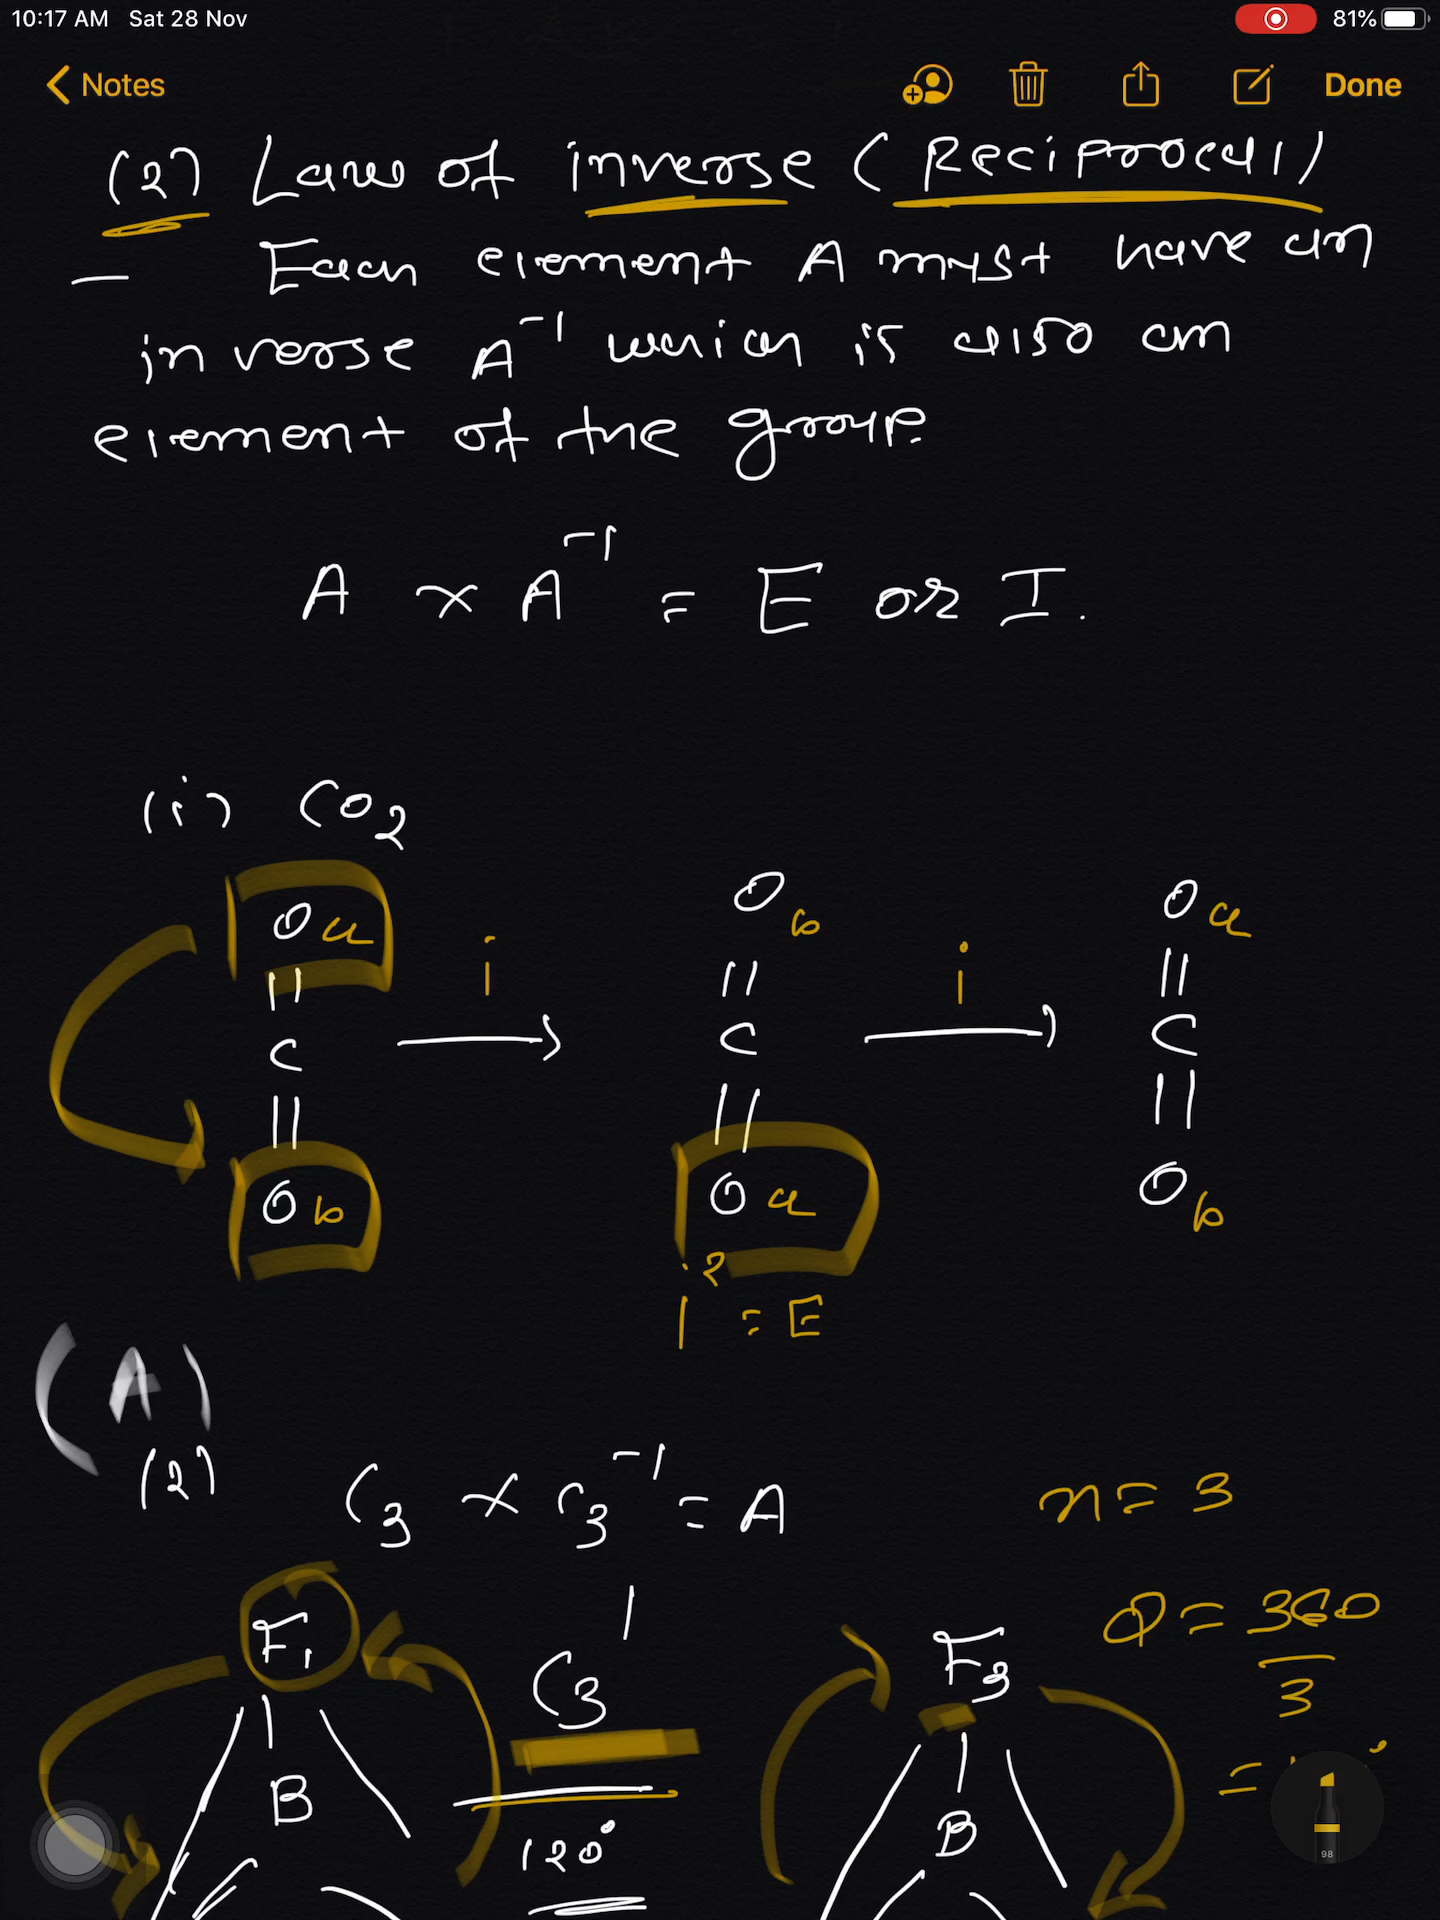 10:17 AM Sat 28 Nov 81%
Notes Done
(2) Law of inverse (Reciprocal)
— Each element A must have an
inverse A⁻¹ which is also an
element of the group.
A × A⁻¹ = E or I.
(i) CO₂
Oa Ob Oa
i i
C C C
Ob Oa Ob
i² = E
(A)
(2) C₃ × C₃⁻¹ = A n = 3
F₁ C₃¹ F₃ θ = 360
3
B 120° B =
98